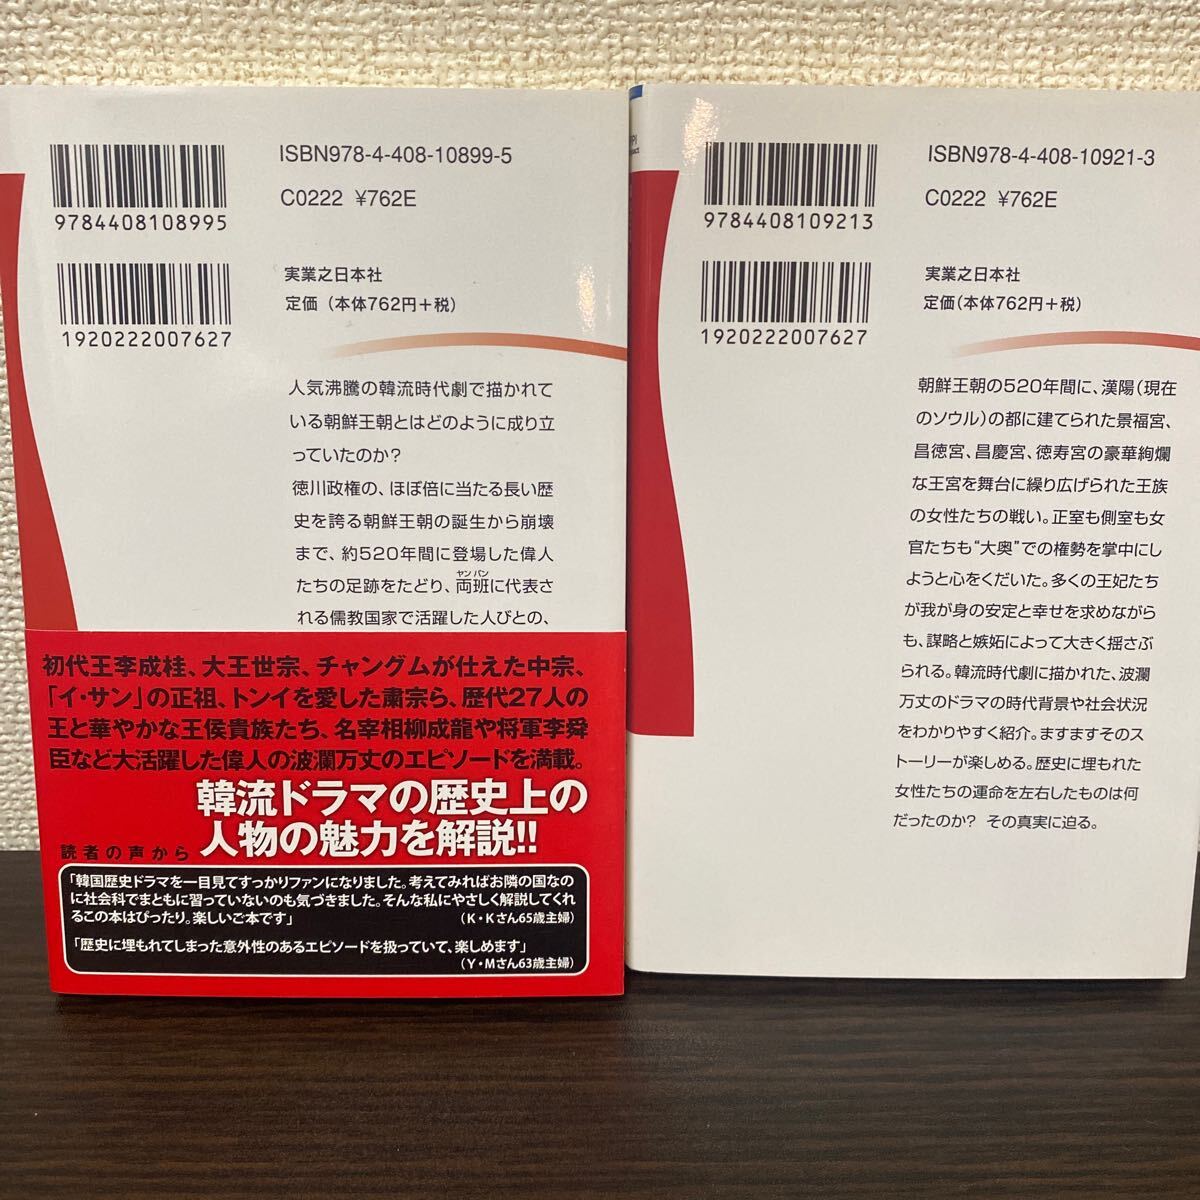 ISBN978-4-408-10899-5
C0222 ¥762E
9784408108995
1920222007627
実業之日本社
定価（本体762円＋税）
人気沸騰の韓流時代劇で描かれて
いる朝鮮王朝とはどのように成り立
っていたのか？
徳川政権の、ほぼ倍に当たる長い歴
史を誇る朝鮮王朝の誕生から崩壊
まで、約520年間に登場した偉人
ヤンバン
たちの足跡をたどり、両班に代表さ
れる儒教国家で活躍した人びとの、
初代王李成桂、大王世宗、チャングムが仕えた中宗、
「イ・サン」の正祖、トンイを愛した粛宗ら、歴代27人の
王と華やかな王侯貴族たち、名宰相柳成龍や将軍李舜
臣など大活躍した偉人の波瀾万丈のエピソードを満載。
韓流ドラマの歴史上の
人物の魅力を解説!!
読者の声から
「韓国歴史ドラマを一目見てすっかりファンになりました。考えてみればお隣の国なの
に社会科でまともに習っていないのも気づきました。そんな私にやさしく解説してくれ
るこの本はぴったり。楽しいご本です」
（K・Kさん65歳主婦）
「歴史に埋もれてしまった意外性のあるエピソードを扱っていて、楽しめます」
（Y・Mさん63歳主婦）
ISBN978-4-408-10921-3
C0222 ¥762E
9784408109213
1920222007627
実業之日本社
定価（本体762円＋税）
朝鮮王朝の520年間に、漢陽（現在
のソウル）の都に建てられた景福宮、
昌徳宮、昌慶宮、徳寿宮の豪華絢爛
な王宮を舞台に繰り広げられた王族
の女性たちの戦い。正室も側室も女
官たちも“大奥”での権勢を掌中にし
ようと心をくだいた。多くの王妃たち
が我が身の安定と幸せを求めながら
も、謀略と嫉妬によって大きく揺さぶ
られる。韓流時代劇に描かれた、波瀾
万丈のドラマの時代背景や社会状況
をわかりやすく紹介。ますますそのス
トーリーが楽しめる。歴史に埋もれた
女性たちの運命を左右したものは何
だったのか？ その真実に迫る。